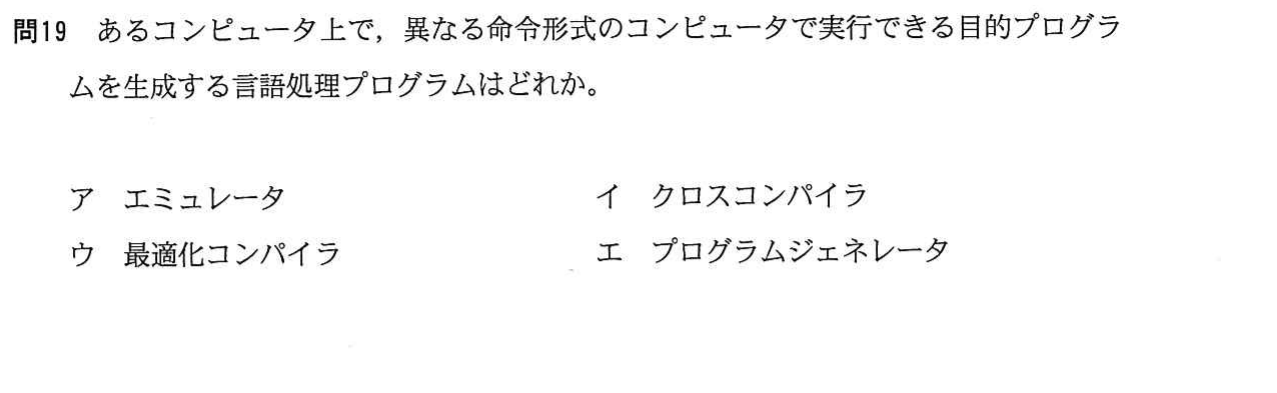 問19 あるコンピュータ上で，異なる命令形式のコンピュータで実行できる目的プログラ
ムを生成する言語処理プログラムはどれか。
ア エミュレータ イ クロスコンパイラ
ウ 最適化コンパイラ エ プログラムジェネレータ